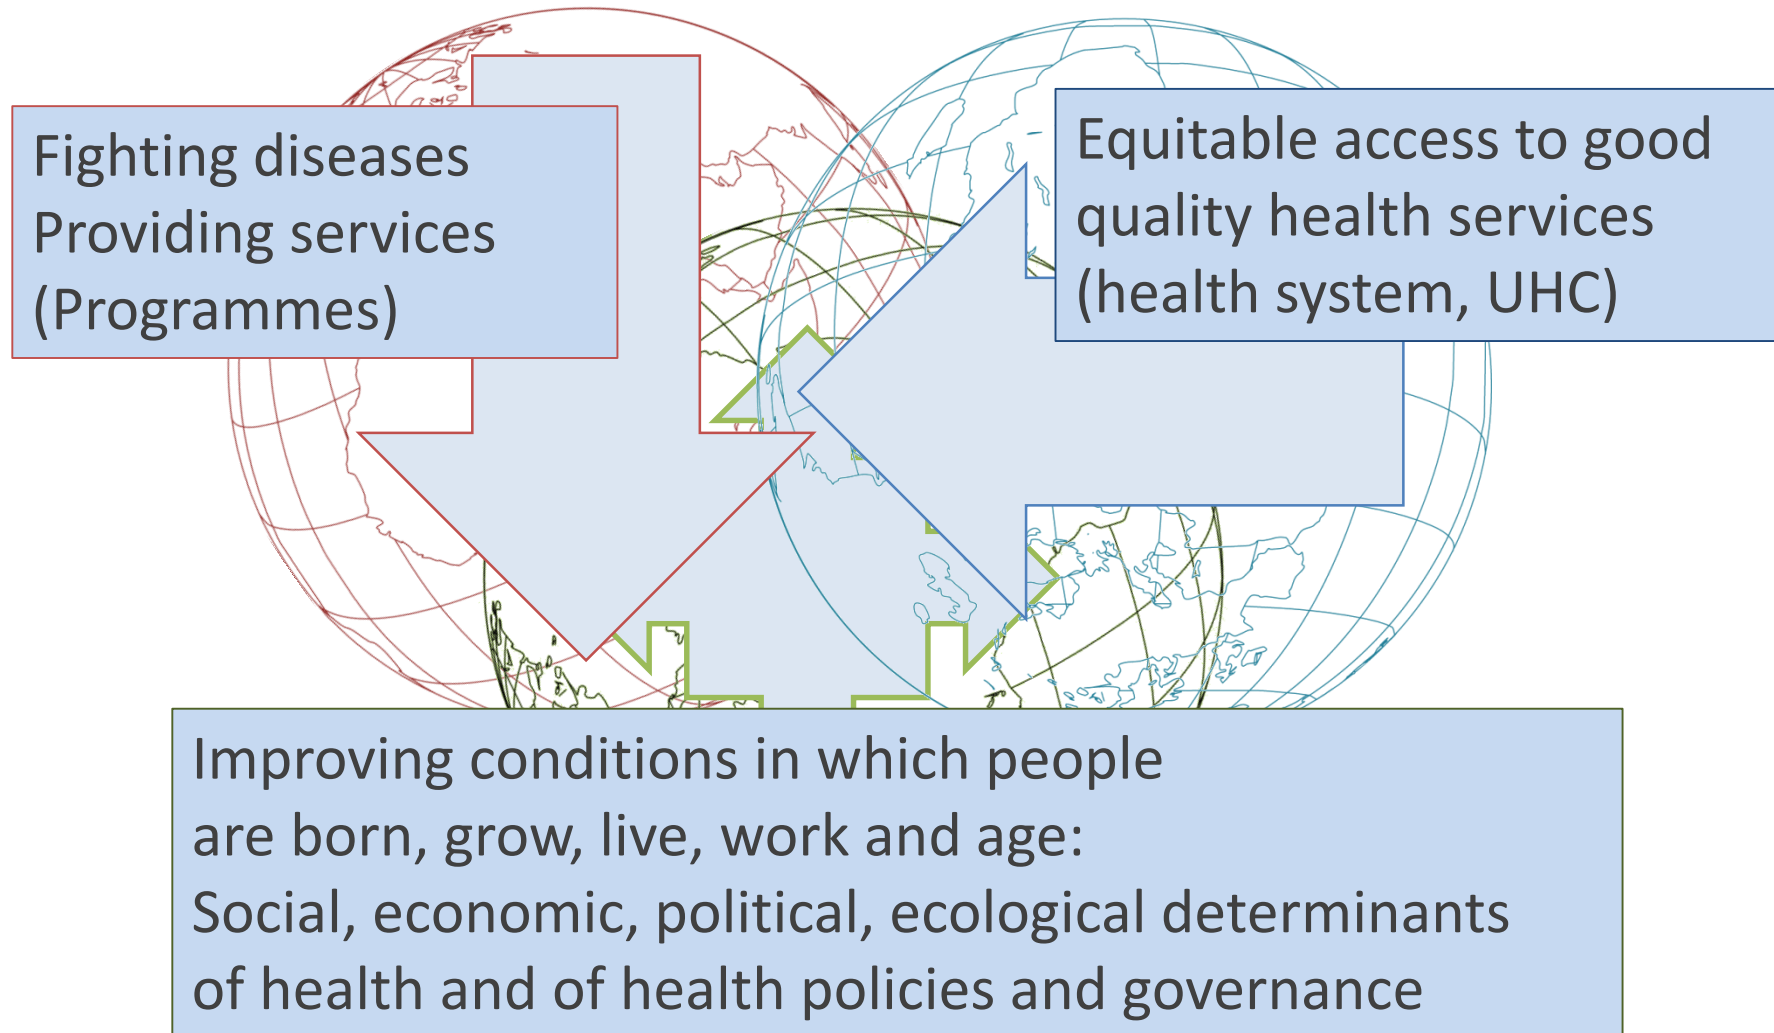 Fighting diseases
Providing services
(Programmes)
Equitable access to good
quality health services
(health system, UHC)
Improving conditions in which people
are born, grow, live, work and age:
Social, economic, political, ecological determinants
of health and of health policies and governance